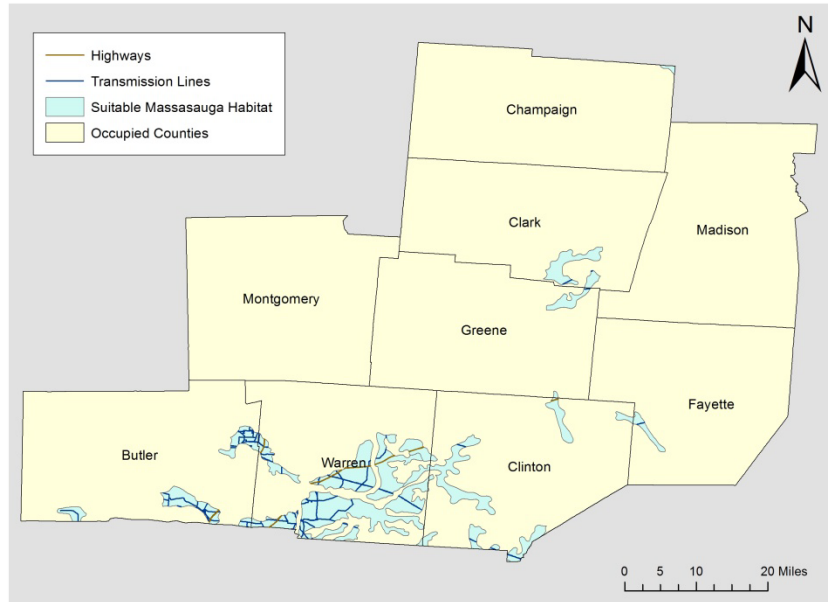 Highways
Transmission Lines
Suitable Massasauga Habitat
Occupied Counties
N
Champaign
Clark
Madison
Montgomery
Greene
Fayette
Butler
Warren
Clinton
0 5 10 20 Miles